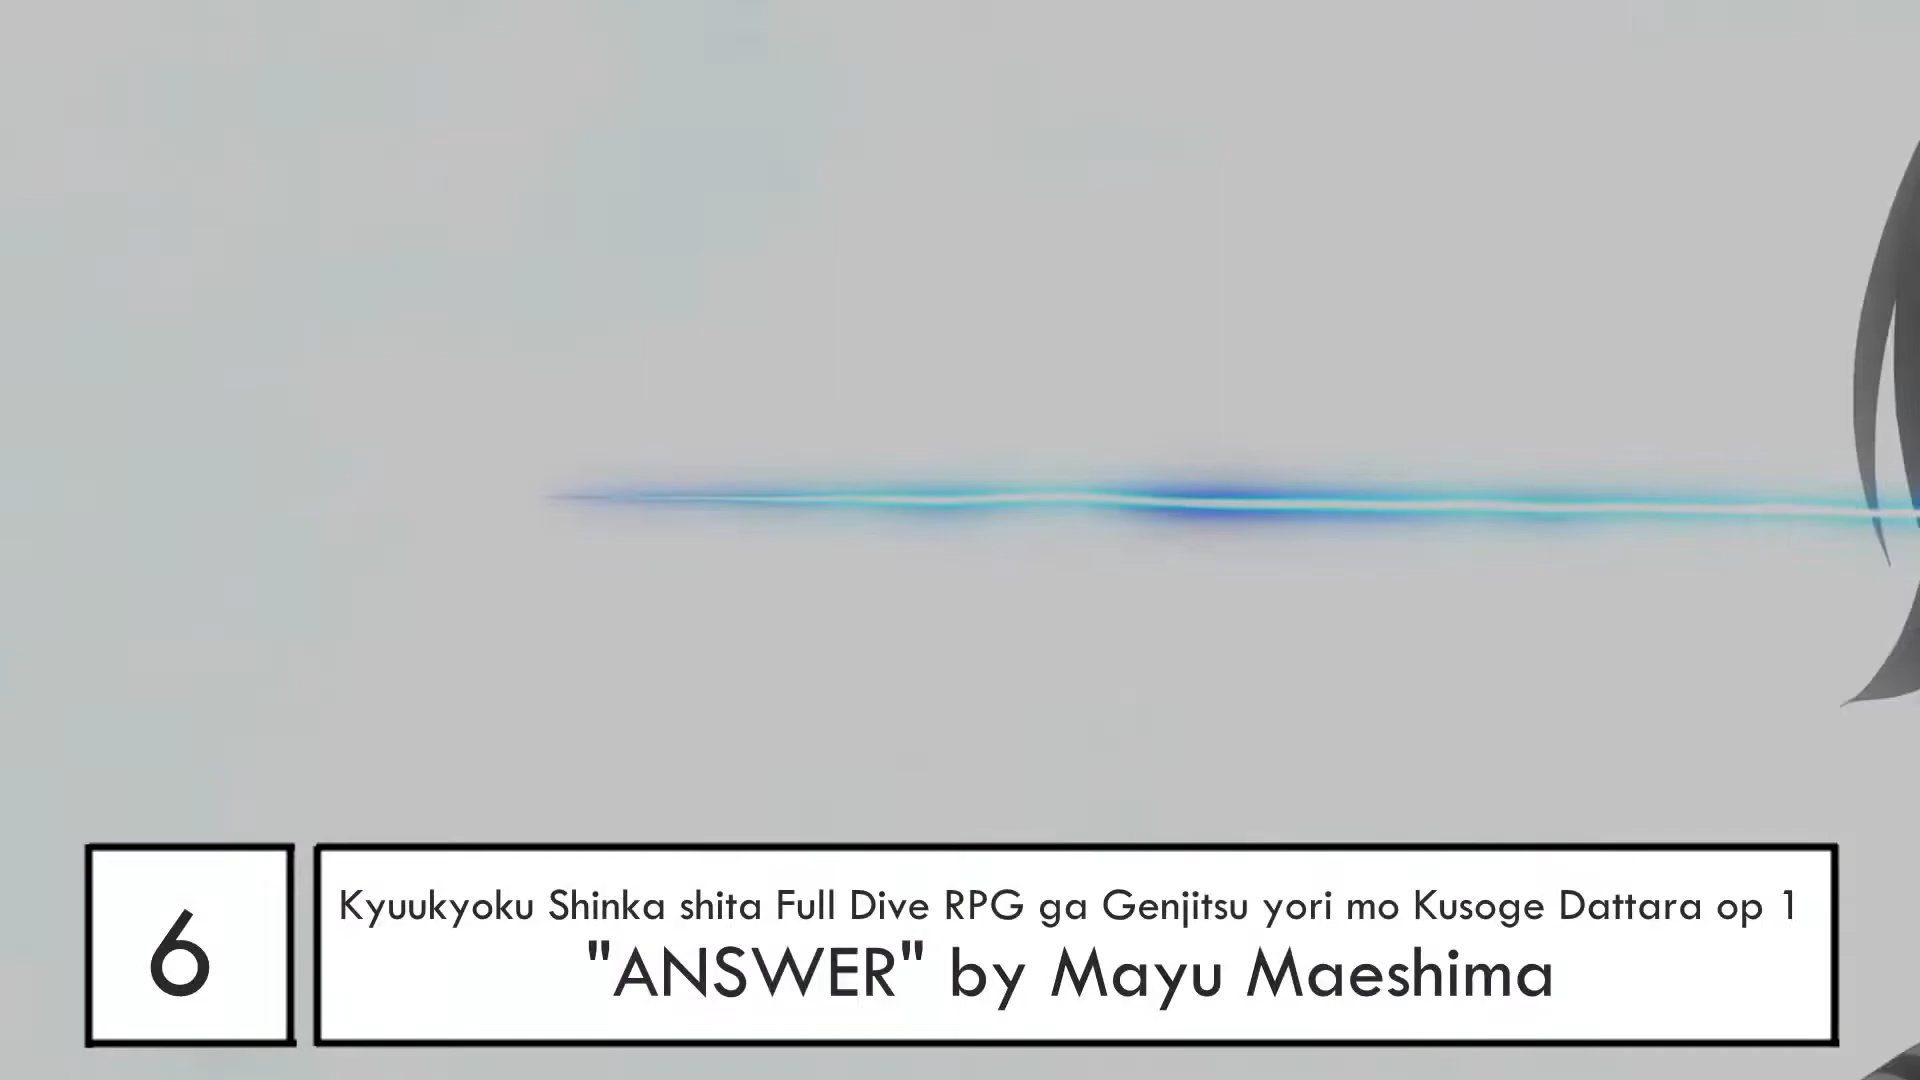 6
Kyuukyoku Shinka shita Full Dive RPG ga Genjitsu yori mo Kusoge Dattara op 1
"ANSWER" by Mayu Maeshima